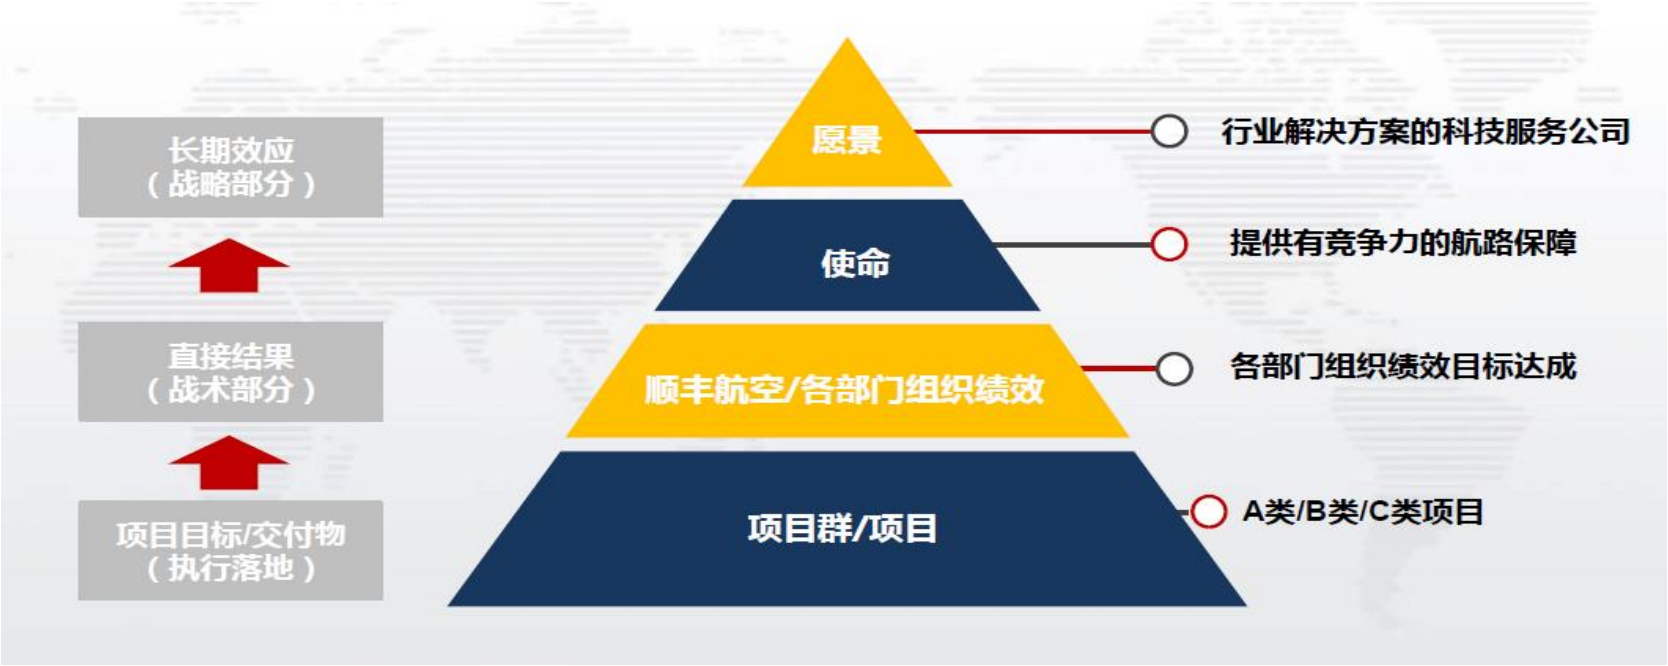 长期效应
（战略部分）
直接结果
（战术部分）
项目目标/交付物
（执行落地）
愿景
使命
顺丰航空/各部门组织绩效
项目群/项目
行业解决方案的科技服务公司
提供有竞争力的航路保障
各部门组织绩效目标达成
A类/B类/C类项目